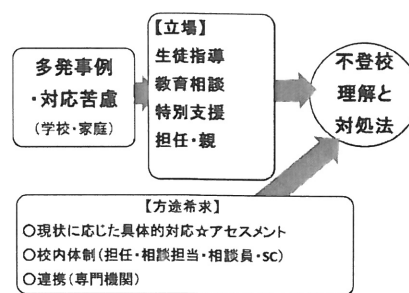 多発事例
・対応苦慮
(学校・家庭)
【立場】
生徒指導
教育相談
特別支援
担任・親
不登校
理解と
対処法
【方途希求】
○現状に応じた具体的対応☆アセスメント
○校内体制(担任・相談担当・相談員・SC)
○連携(専門機関)